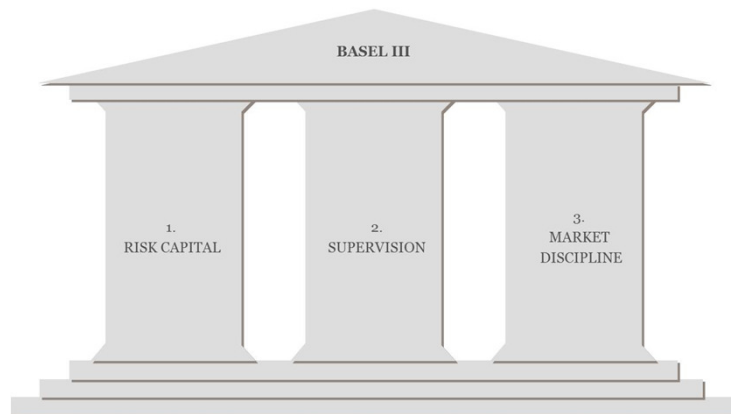 BASEL III
1.
RISK CAPITAL
2.
SUPERVISION
3.
MARKET
DISCIPLINE